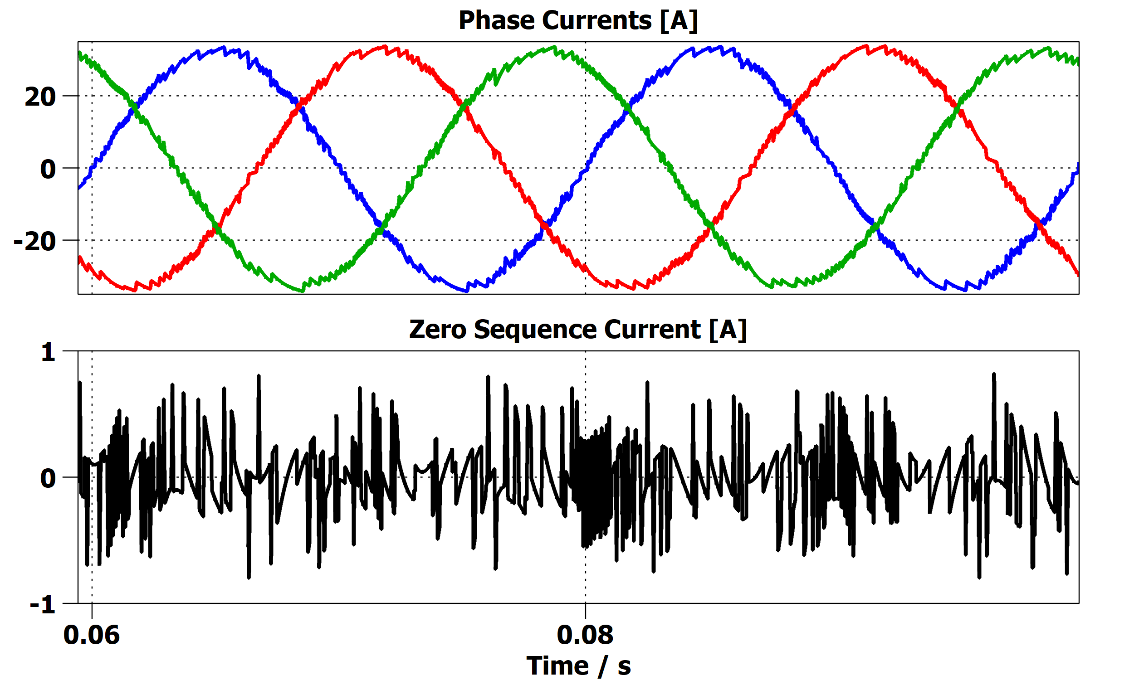 Phase Currents [A]
20
0
-20
Zero Sequence Current [A]
1
0
-1
0.06 0.08
Time / s